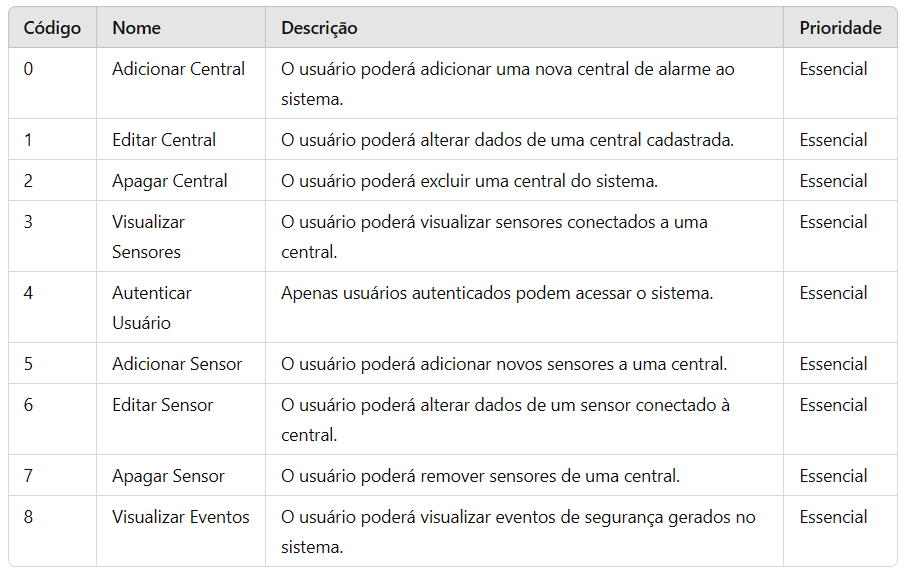 Código Nome Descrição Prioridade
0 Adicionar Central O usuário poderá adicionar uma nova central de alarme ao Essencial
sistema.
1 Editar Central O usuário poderá alterar dados de uma central cadastrada. Essencial
2 Apagar Central O usuário poderá excluir uma central do sistema. Essencial
3 Visualizar O usuário poderá visualizar sensores conectados a uma Essencial
Sensores central.
4 Autenticar Apenas usuários autenticados podem acessar o sistema. Essencial
Usuário
5 Adicionar Sensor O usuário poderá adicionar novos sensores a uma central. Essencial
6 Editar Sensor O usuário poderá alterar dados de um sensor conectado à Essencial
central.
7 Apagar Sensor O usuário poderá remover sensores de uma central. Essencial
8 Visualizar Eventos O usuário poderá visualizar eventos de segurança gerados no Essencial
sistema.